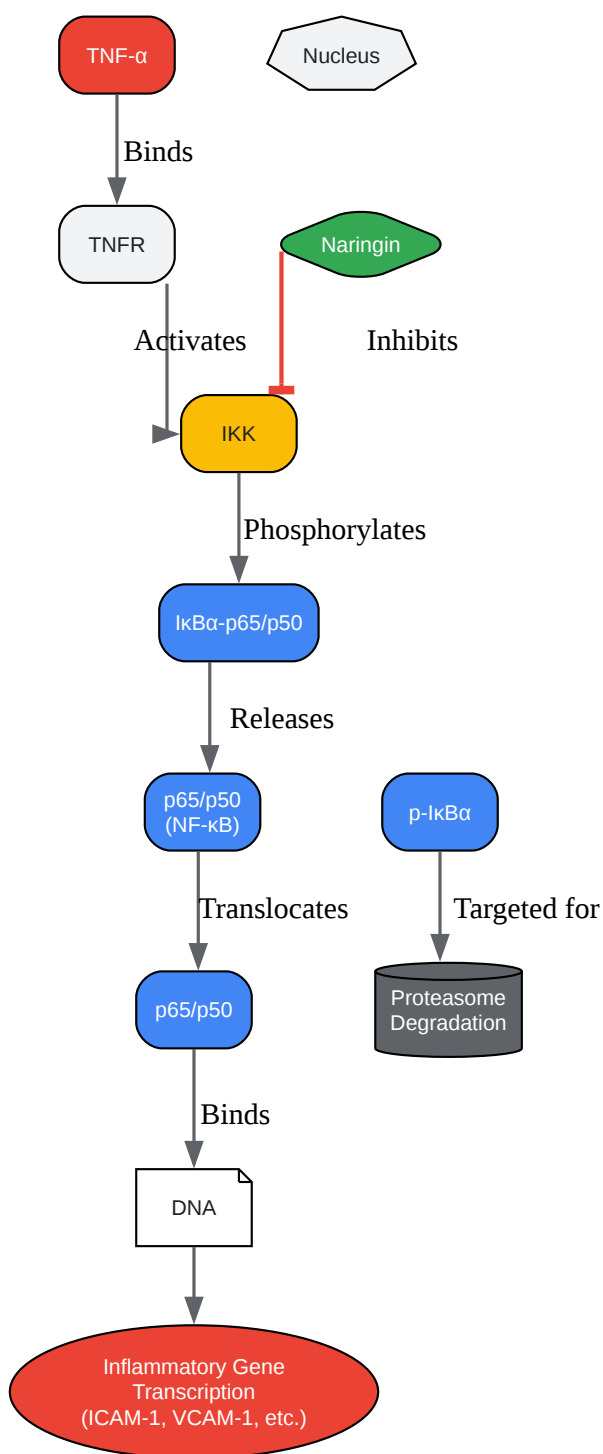 TNF-α
Nucleus
Binds
TNFR
Naringin
Activates
Inhibits
IKK
Phosphorylates
IκBα-p65/p50
Releases
p65/p50
(NF-κB)
p-IκBα
Translocates
Targeted for
p65/p50
Proteasome
Degradation
Binds
DNA
Inflammatory Gene
Transcription
(ICAM-1, VCAM-1, etc.)